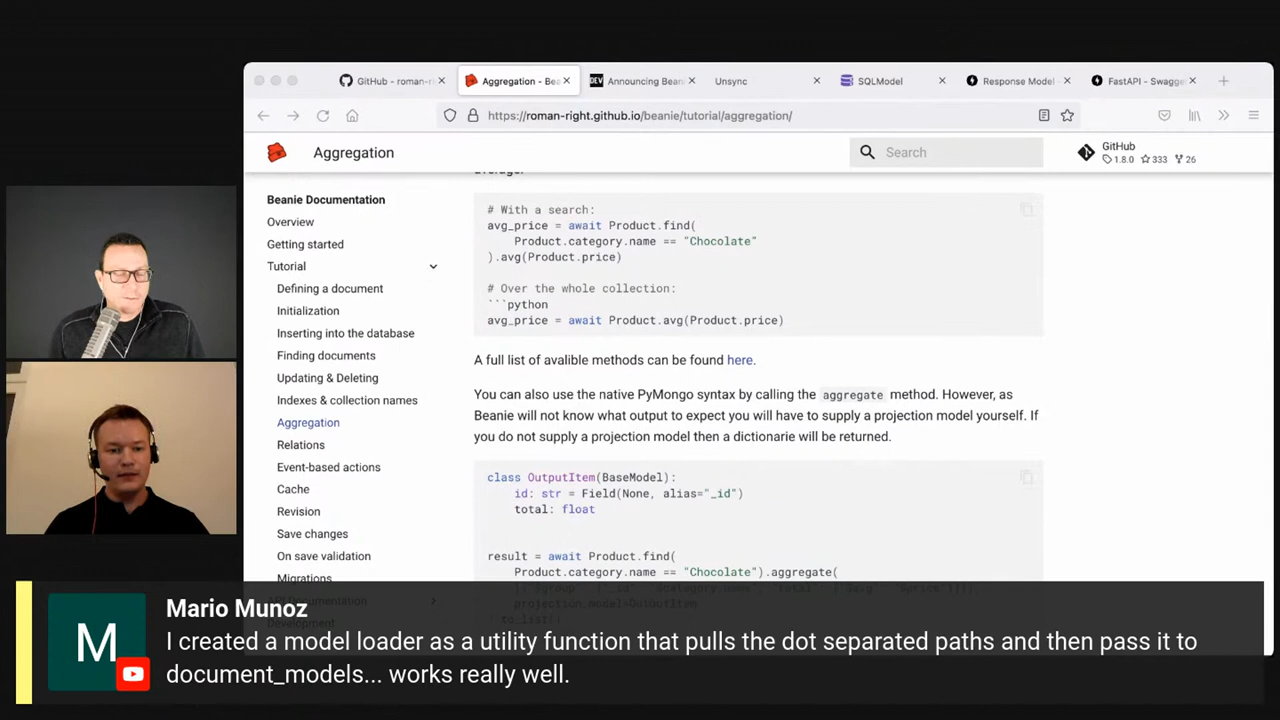 GitHub - roman-ri
Aggregation - Bea
DEV
Announcing Beani
Unsync
SQLModel
Response Model -
FastAPI - Swagge
https://roman-right.github.io/beanie/tutorial/aggregation/
Aggregation
Search
GitHub
1.8.0 333 26
Beanie Documentation
Overview
Getting started
Tutorial
Defining a document
Initialization
Inserting into the database
Finding documents
Updating & Deleting
Indexes & collection names
Aggregation
Relations
Event-based actions
Cache
Revision
Save changes
On save validation
Migrations
API Documentation
Development
# With a search:
avg_price = await Product.find(
Product.category.name == "Chocolate"
).avg(Product.price)
# Over the whole collection:
```python
avg_price = await Product.avg(Product.price)
A full list of avalible methods can be found here.
You can also use the native PyMongo syntax by calling the aggregate method. However, as
Beanie will not know what output to expect you will have to supply a projection model yourself. If
you do not supply a projection model then a dictionarie will be returned.
class OutputItem(BaseModel):
id: str = Field(None, alias="_id")
total: float
result = await Product.find(
Product.category.name == "Chocolate").aggregate(
projection_model=OutputItem
).to_list()
M
Mario Munoz
I created a model loader as a utility function that pulls the dot separated paths and then pass it to
document_models... works really well.